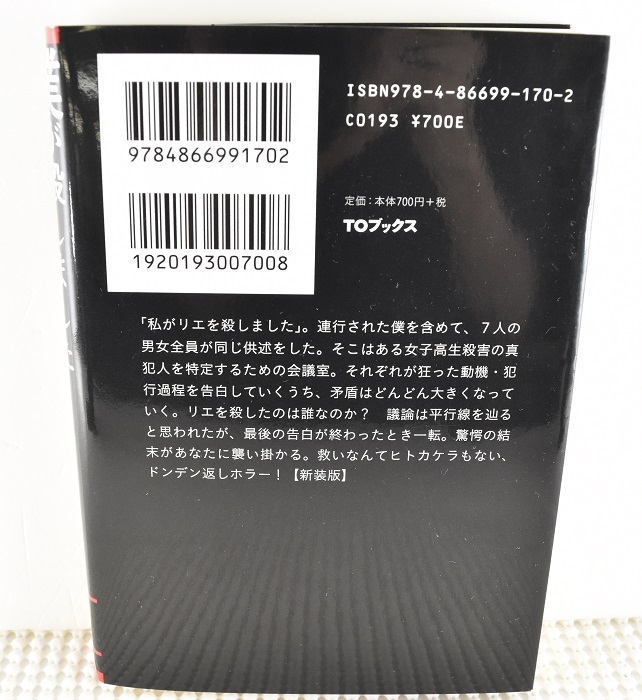 9784866991702
1920193007008
ISBN978-4-86699-170-2
C0193 ¥700E
定価:本体700円+税
TOブックス
「私がリエを殺しました」。連行された僕を含めて、7人の
男女全員が同じ供述をした。そこはある女子高生殺害の真
犯人を特定するための会議室。それぞれが狂った動機・犯
行過程を告白していくうち、矛盾はどんどん大きくなって
いく。リエを殺したのは誰なのか? 議論は平行線を辿る
と思われたが、最後の告白が終わったとき一転。驚愕の結
末があなたに襲い掛かる。救いなんてヒトカケラもない、
ドンデン返しホラー!【新装版】